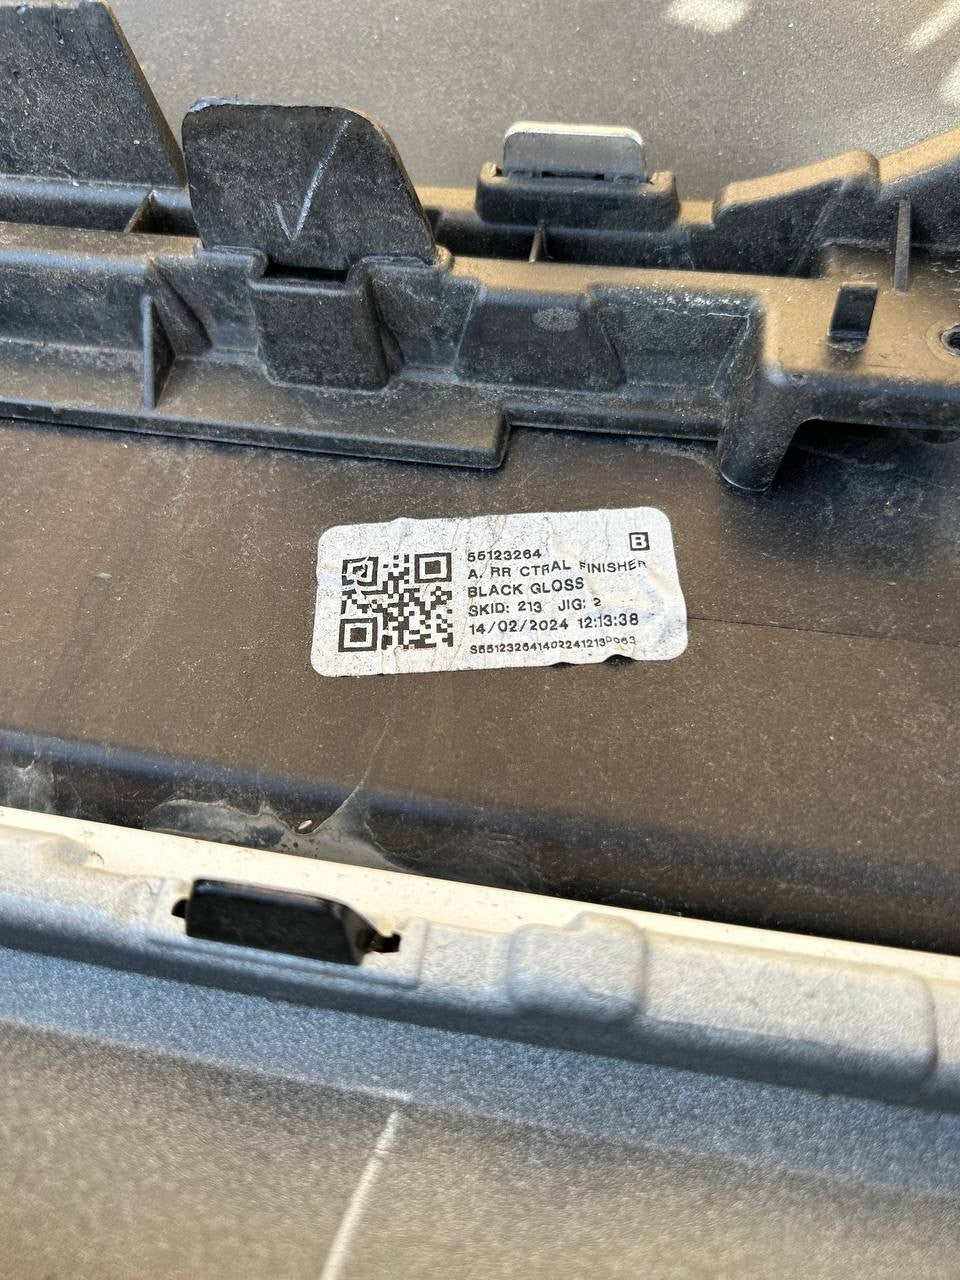 55123264
B
A. RR CTRAL FINISHER
BLACK GLOSS
SKID: 213 JIG: 2
14/02/2024 12:13:38